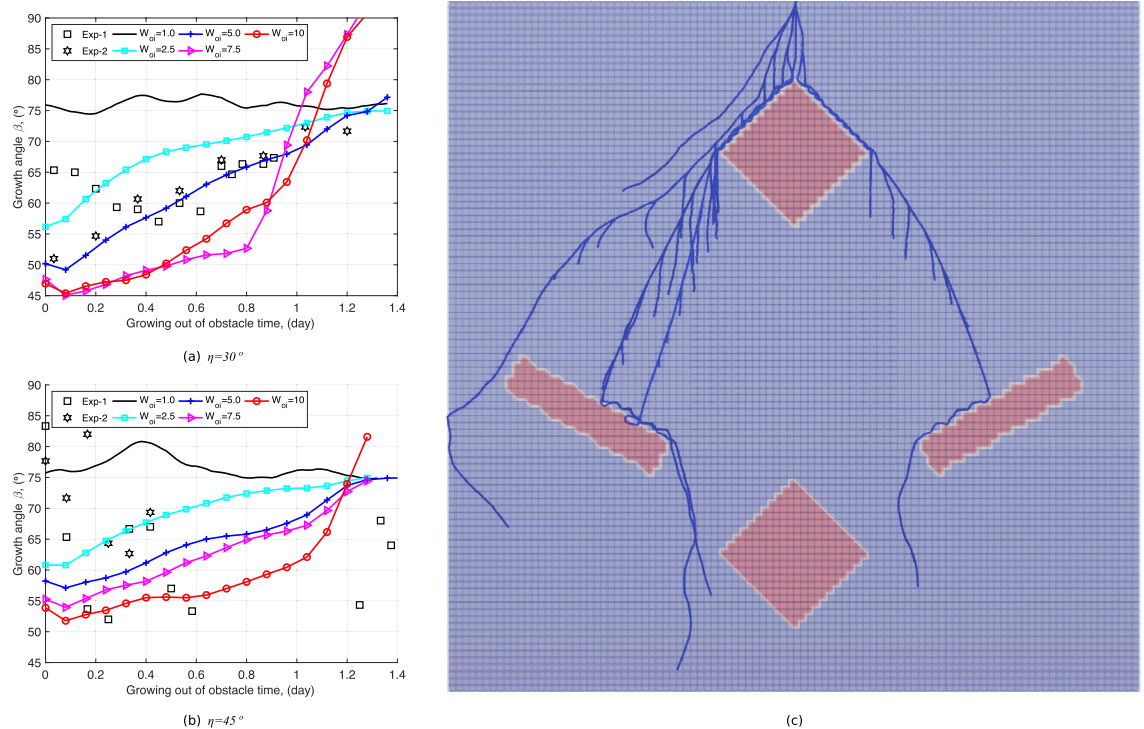 90
85
80
75
70
65
60
55
50
45
Growth angle β, (°)
Exp-1 W_oi=1.0 W_oi=5.0 W_oi=10
Exp-2 W_oi=2.5 W_oi=7.5
0 0.2 0.4 0.6 0.8 1 1.2 1.4
Growing out of obstacle time, (day)
(a) η=30 °
90
85
80
75
70
65
60
55
50
45
Growth angle β, (°)
Exp-1 W_oi=1.0 W_oi=5.0 W_oi=10
Exp-2 W_oi=2.5 W_oi=7.5
0 0.2 0.4 0.6 0.8 1 1.2 1.4
Growing out of obstacle time, (day)
(b) η=45 °
(c)